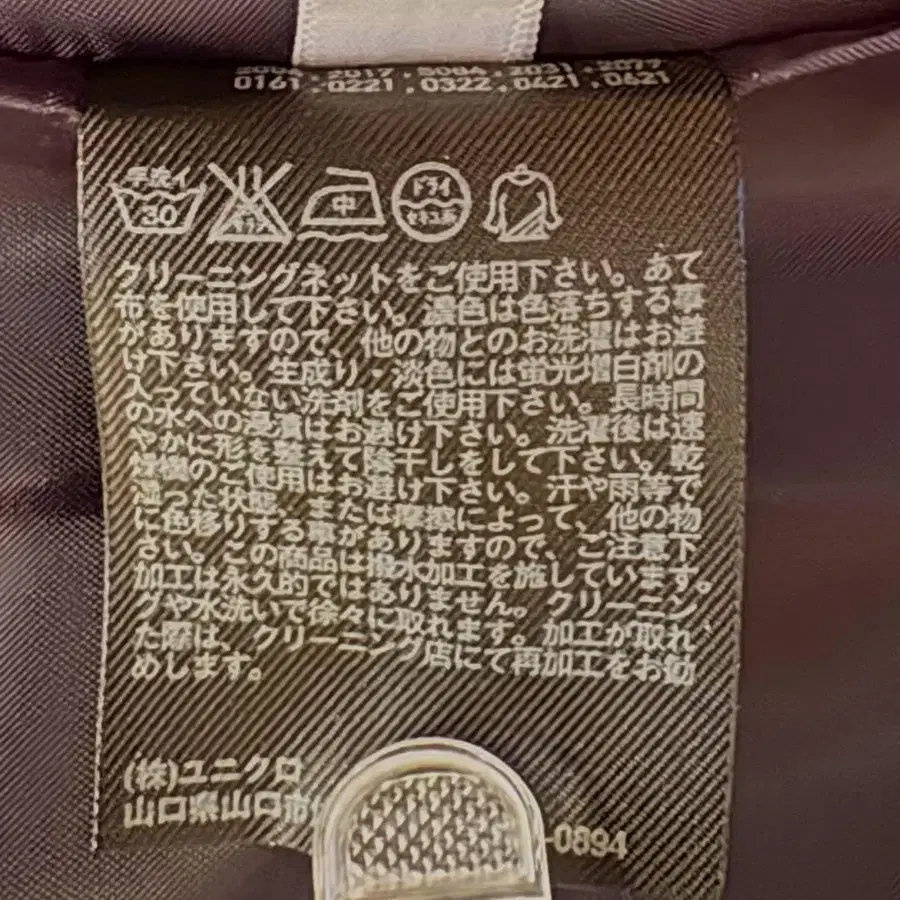 0161・0221・0322・0421・0621
手洗イ
30
エンソサラシ
中
ドライ
セキユ系
クリーニングネットをご使用下さい。あて
布を使用して下さい。濃色は色落ちする事
がありますので、他の物とのお洗濯はお避
け下さい。生成り・淡色には蛍光増白剤の
入っていない洗剤をご使用下さい。長時間
の水への浸漬はお避け下さい。洗濯後は速
やかに形を整えて陰干しをして下さい。乾
燥機のご使用はお避け下さい。汗や雨等で
湿った状態、または摩擦によって、他の物
に色移りする事がありますので、ご注意下
さい。この商品は撥水加工を施しています。
加工は永久的ではありません。クリーニン
グや水洗いで徐々に取れます。加工が取れ
た際は、クリーニング店にて再加工をお勧
めします。
(株)ユニクロ
山口県山口市
-0894